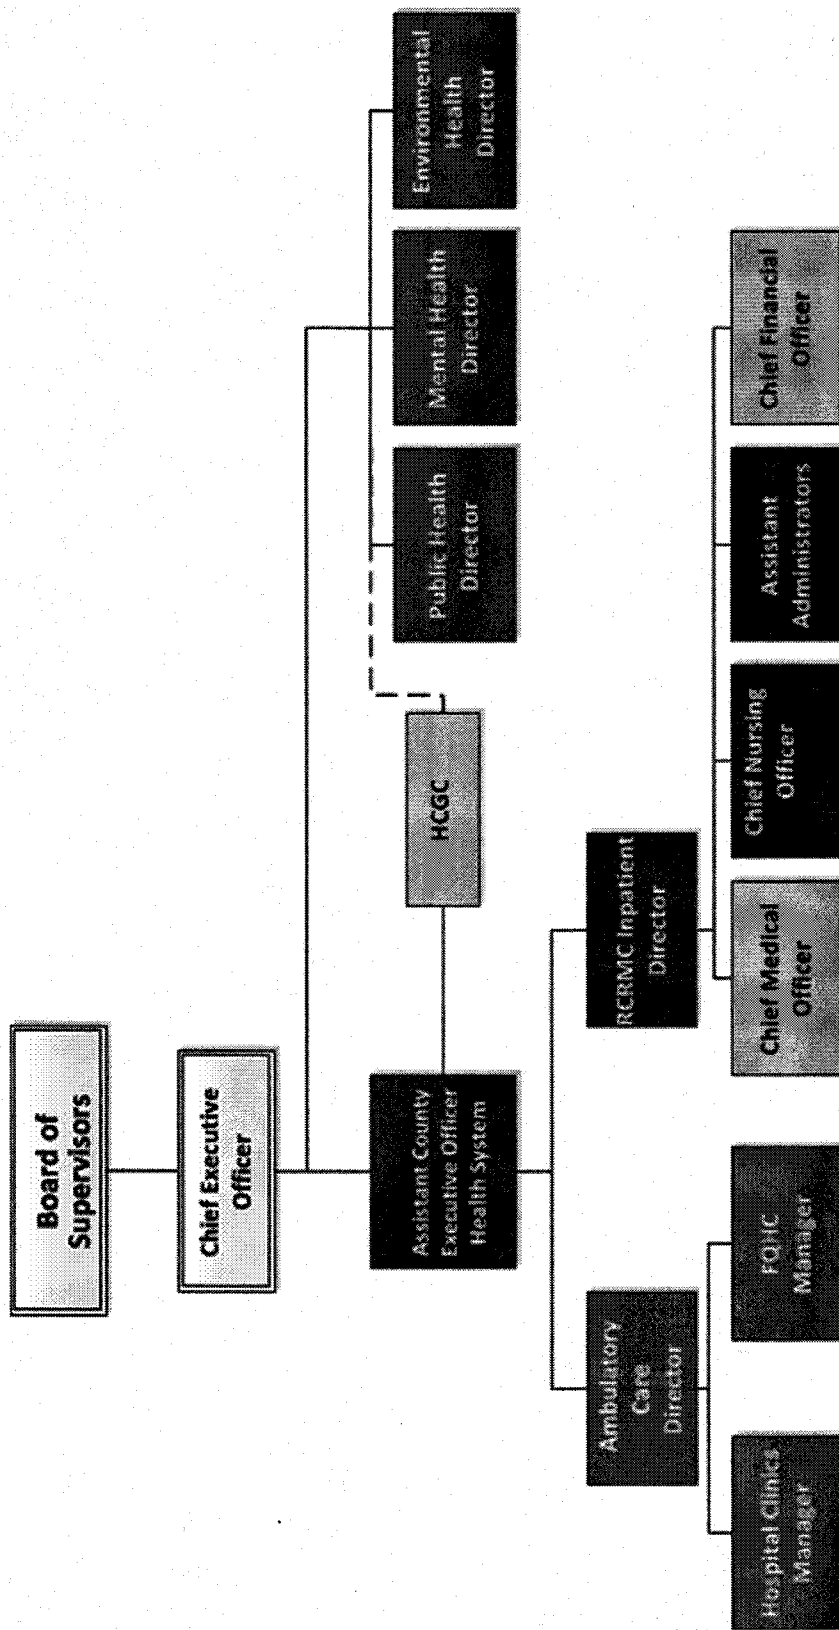 Board of
Supervisors
Chief Executive
Officer
Assistant County
Executive Officer
Health System
HCGC
Public Health
Director
Mental Health
Director
Environmental
Health
Director
Ambulatory
Care
Director
RCRMC Inpatient
Director
Hospital Clinics
Manager
FQHC
Manager
Chief Medical
Officer
Chief Nursing
Officer
Assistant
Administrators
Chief Financial
Officer